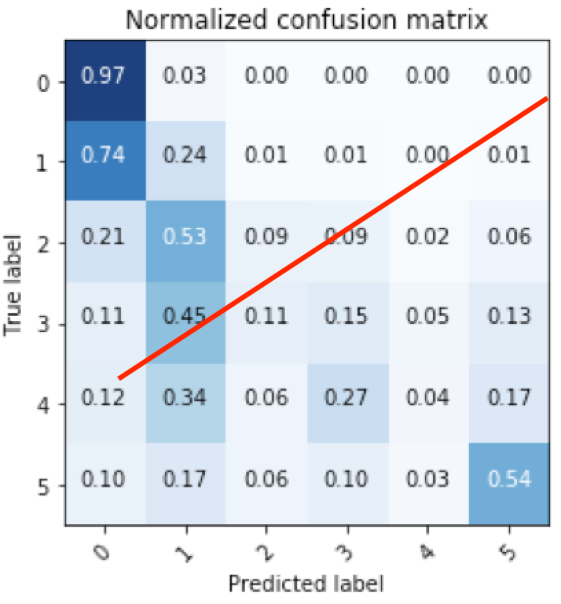 Normalized confusion matrix
True label
0 0.97 0.03 0.00 0.00 0.00 0.00
1 0.74 0.24 0.01 0.01 0.00 0.01
2 0.21 0.53 0.09 0.09 0.02 0.06
3 0.11 0.45 0.11 0.15 0.05 0.13
4 0.12 0.34 0.06 0.27 0.04 0.17
5 0.10 0.17 0.06 0.10 0.03 0.54
0 1 2 3 4 5
Predicted label